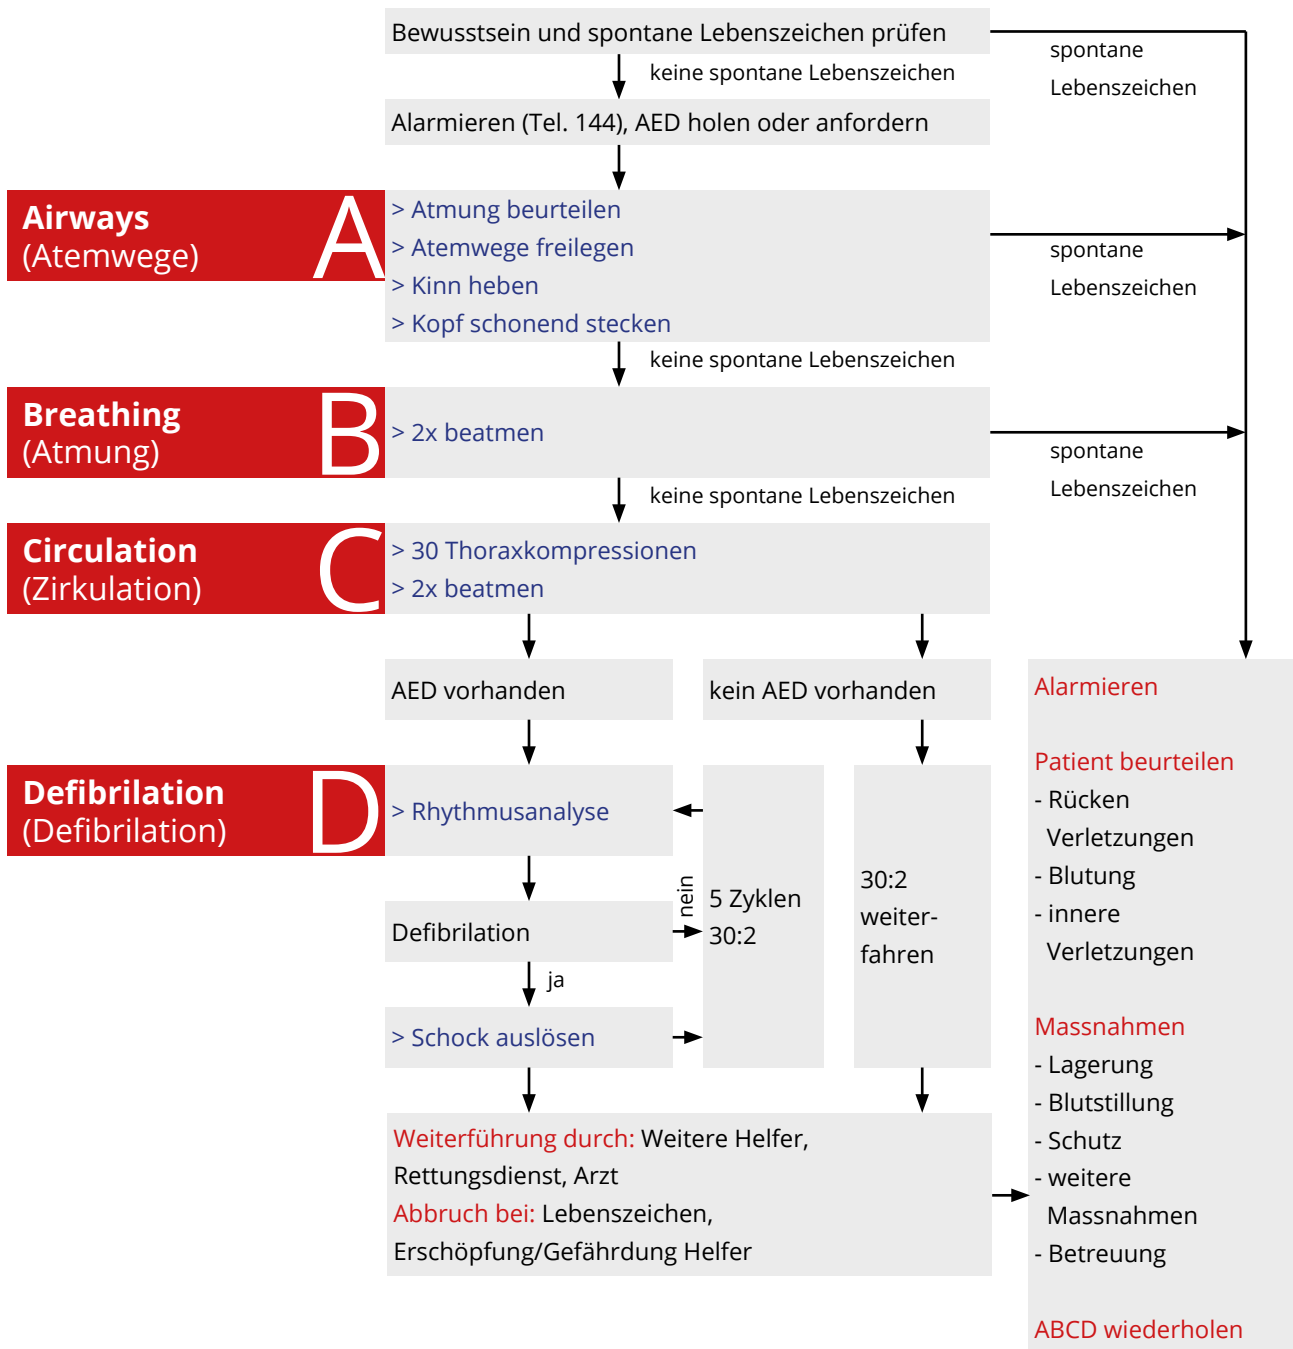 Bewusstsein und spontane Lebenszeichen prüfen
spontane
Lebenszeichen
keine spontane Lebenszeichen
Alarmieren (Tel. 144), AED holen oder anfordern
Airways
(Atemwege)
A
> Atmung beurteilen
> Atemwege freilegen
> Kinn heben
> Kopf schonend stecken
spontane
Lebenszeichen
keine spontane Lebenszeichen
Breathing
(Atmung)
B
> 2x beatmen
spontane
Lebenszeichen
keine spontane Lebenszeichen
Circulation
(Zirkulation)
C
> 30 Thoraxkompressionen
> 2x beatmen
AED vorhanden
kein AED vorhanden
Defibrilation
(Defibrilation)
D
> Rhythmusanalyse
Defibrilation
nein
ja
> Schock auslösen
5 Zyklen
30:2
30:2
weiter-
fahren
Weiterführung durch: Weitere Helfer,
Rettungsdienst, Arzt
Abbruch bei: Lebenszeichen,
Erschöpfung/Gefährdung Helfer
Alarmieren
Patient beurteilen
- Rücken
Verletzungen
- Blutung
- innere
Verletzungen
Massnahmen
- Lagerung
- Blutstillung
- Schutz
- weitere
Massnahmen
- Betreuung
ABCD wiederholen